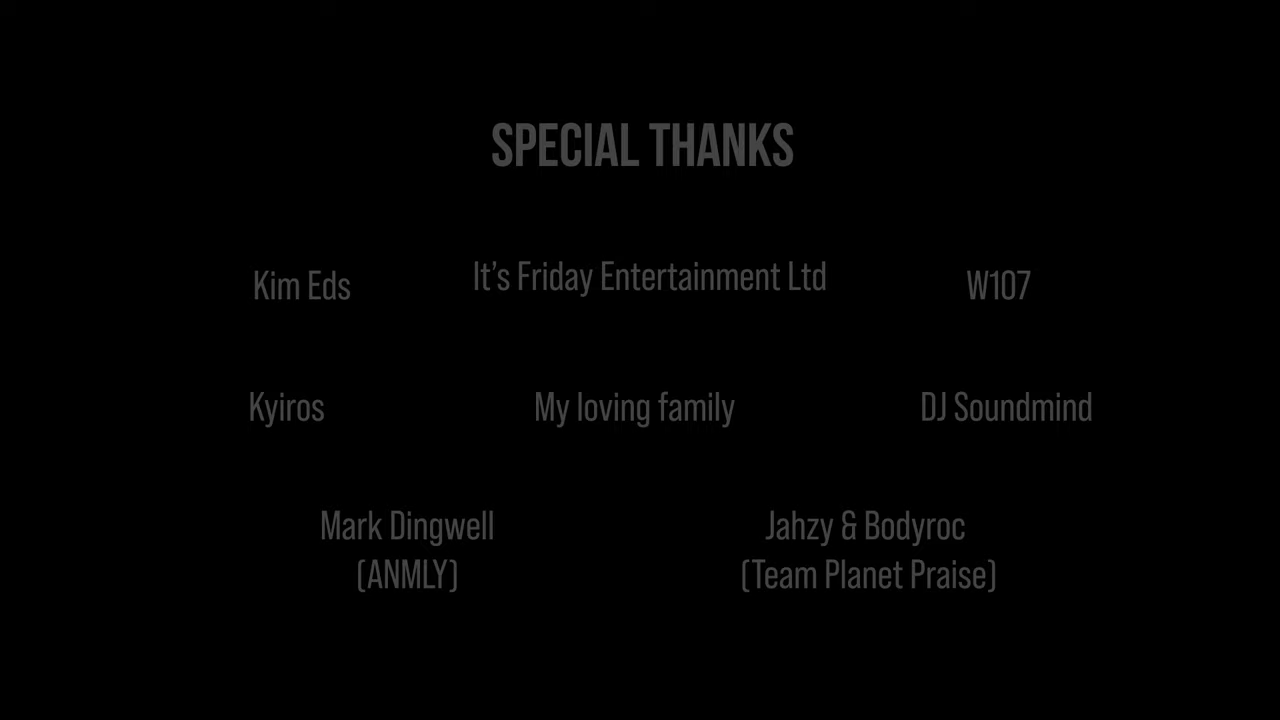 SPECIAL THANKS
Kim Eds
It’s Friday Entertainment Ltd
W107
Kyiros
My loving family
DJ Soundmind
Mark Dingwell
(ANMLY)
Jahzy & Bodyroc
(Team Planet Praise)